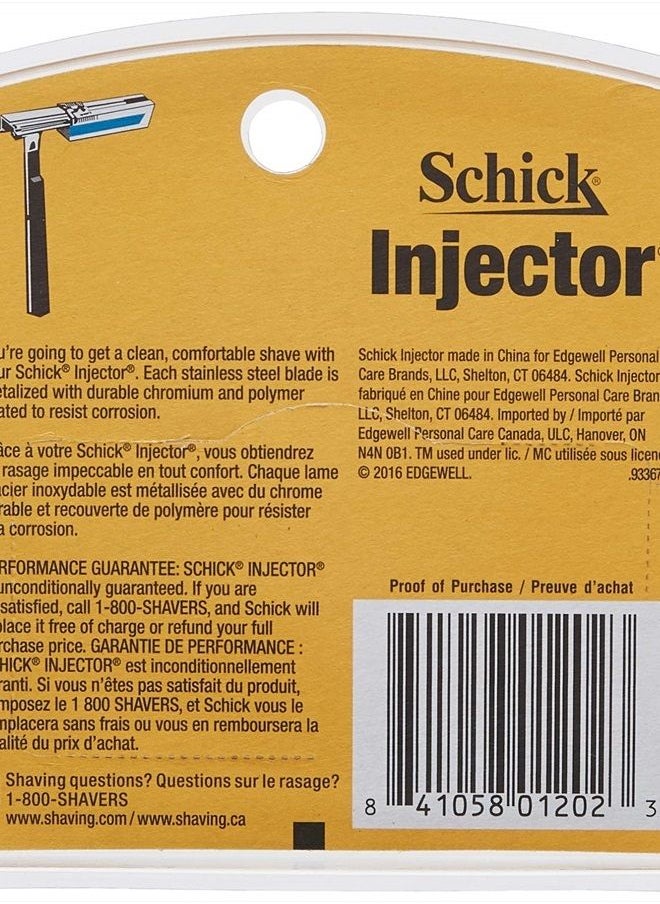 Schick®
Injector
u're going to get a clean, comfortable shave with
ur Schick® Injector®. Each stainless steel blade is
etalized with durable chromium and polymer
ated to resist corrosion.
âce à votre Schick® Injector®, vous obtiendrez
rasage impeccable en tout confort. Chaque lame
cier inoxydable est métallisée avec du chrome
rable et recouverte de polymère pour résister
a corrosion.
RFORMANCE GUARANTEE: SCHICK® INJECTOR®
unconditionally guaranteed. If you are
satisfied, call 1-800-SHAVERS, and Schick will
place it free of charge or refund your full
rchase price. GARANTIE DE PERFORMANCE :
HICK® INJECTOR® est inconditionnellement
ranti. Si vous n'êtes pas satisfait du produit,
mposez le 1 800 SHAVERS, et Schick vous le
mplacera sans frais ou vous en remboursera la
alité du prix d'achat.
Shaving questions? Questions sur le rasage?
1-800-SHAVERS
www.shaving.com / www.shaving.ca
Schick Injector made in China for Edgewell Personal
Care Brands, LLC, Shelton, CT 06484. Schick Injector
fabriqué en Chine pour Edgewell Personal Care Bran
LLC, Shelton, CT 06484. Imported by / Importé par
Edgewell Personal Care Canada, ULC, Hanover, ON
N4N 0B1. TM used under lic. / MC utilisée sous licen
© 2016 EDGEWELL. .93367
Proof of Purchase / Preuve d'achat
8 41058 01202 3